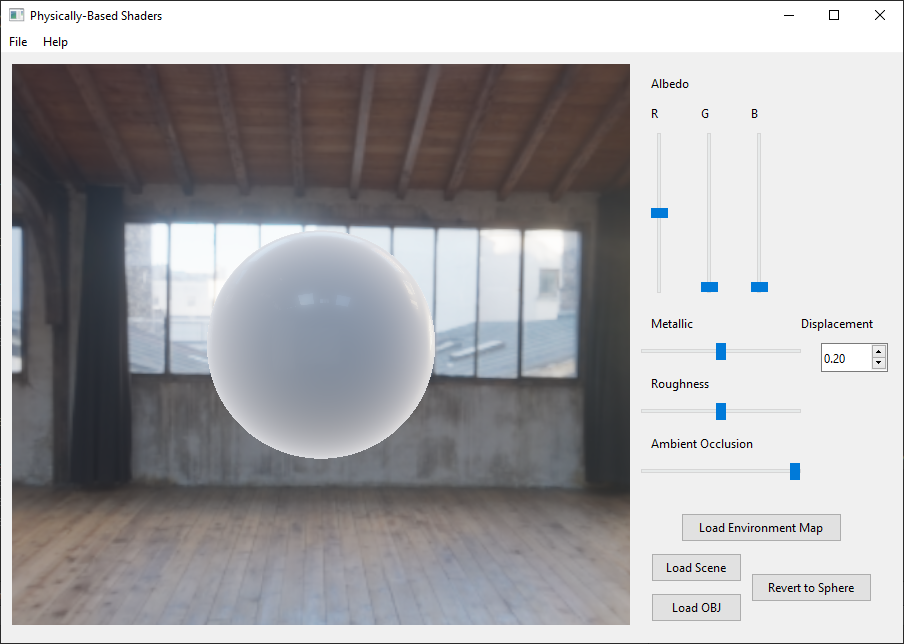 Physically-Based Shaders
File Help
Albedo
R G B
Metallic Displacement
0.20
Roughness
Ambient Occlusion
Load Environment Map
Load Scene
Revert to Sphere
Load OBJ